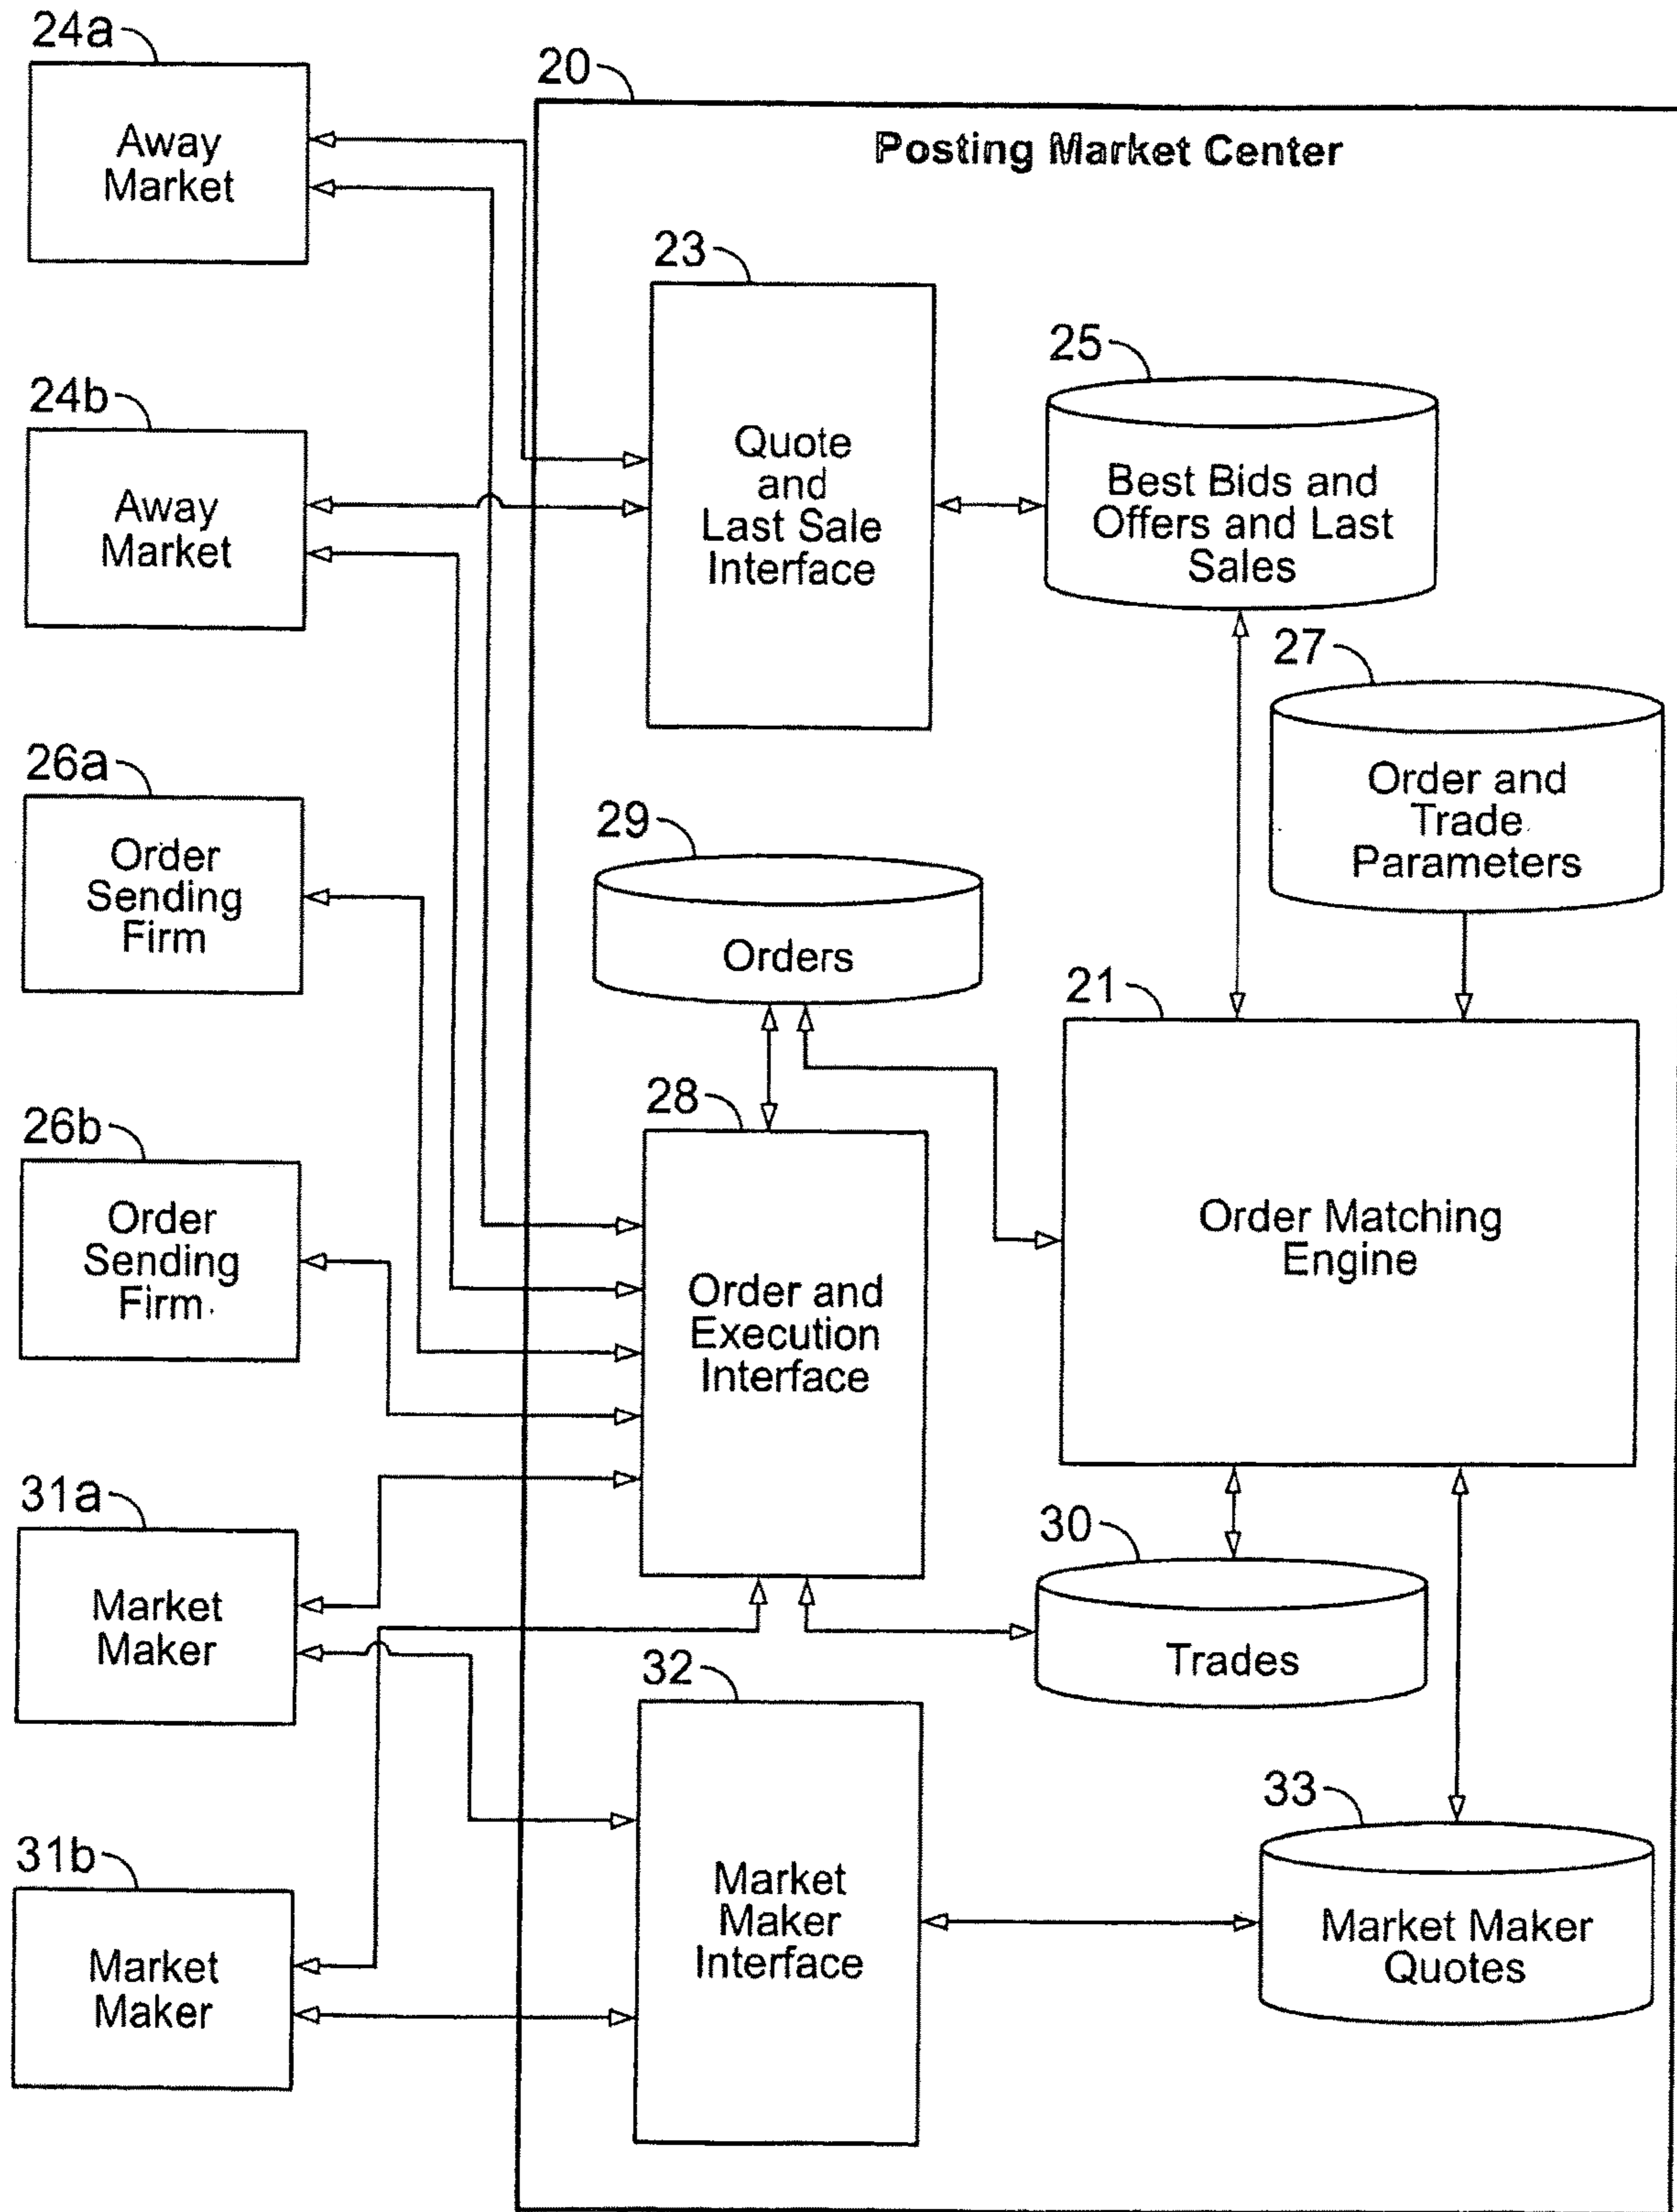 24a
Away
Market
20
Posting Market Center
23
Quote
and
Last Sale
Interface
25
Best Bids and
Offers and Last
Sales
24b
Away
Market
27
Order and
Trade
Parameters
26a
Order
Sending
Firm
29
Orders
21
Order Matching
Engine
28
Order and
Execution
Interface
26b
Order
Sending
Firm
31a
Market
Maker
30
Trades
32
Market
Maker
Interface
33
Market Maker
Quotes
31b
Market
Maker